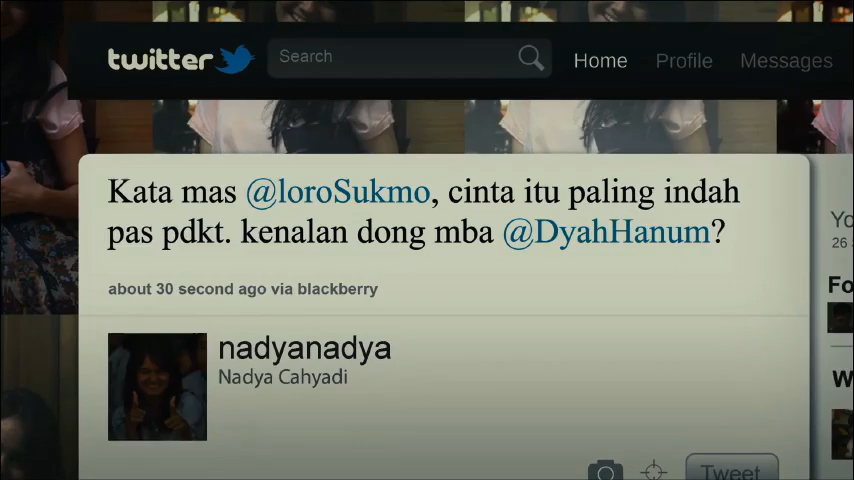 twitter Search Home Profile Messages
Kata mas @loroSukmo, cinta itu paling indah
pas pdkt. kenalan dong mba @DyahHanum?
about 30 second ago via blackberry
nadyanadya
Nadya Cahyadi
Tweet